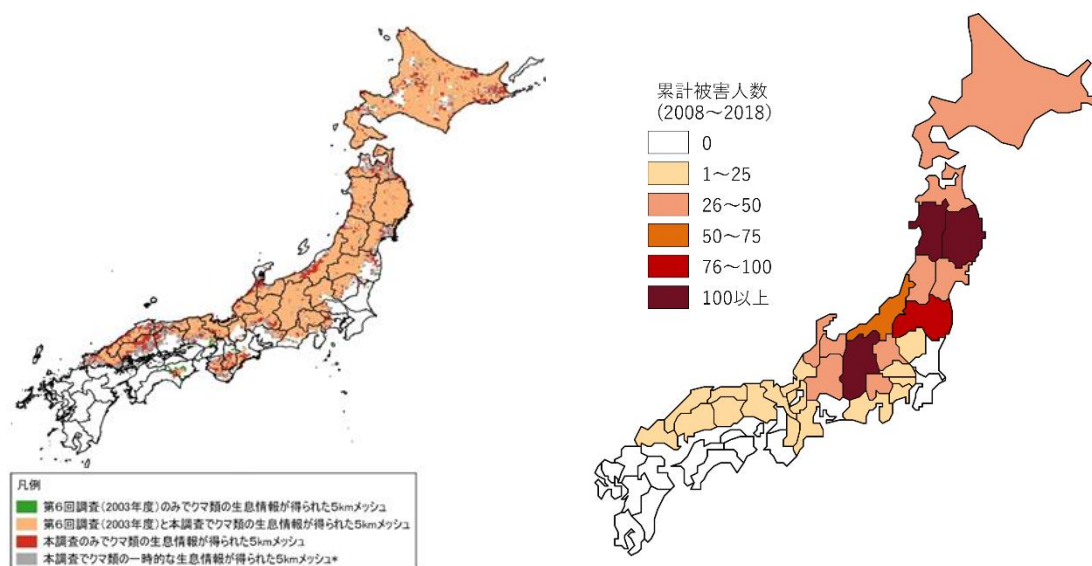 凡例
第6回調査(2003年度)のみでクマ類の生息情報が得られた5kmメッシュ
第6回調査(2003年度)と本調査でクマ類の生息情報が得られた5kmメッシュ
本調査のみでクマ類の生息情報が得られた5kmメッシュ
本調査でクマ類の一時的な生息情報が得られた5kmメッシュ*
累計被害人数
(2008～2018)
0
1～25
26～50
50～75
76～100
100以上